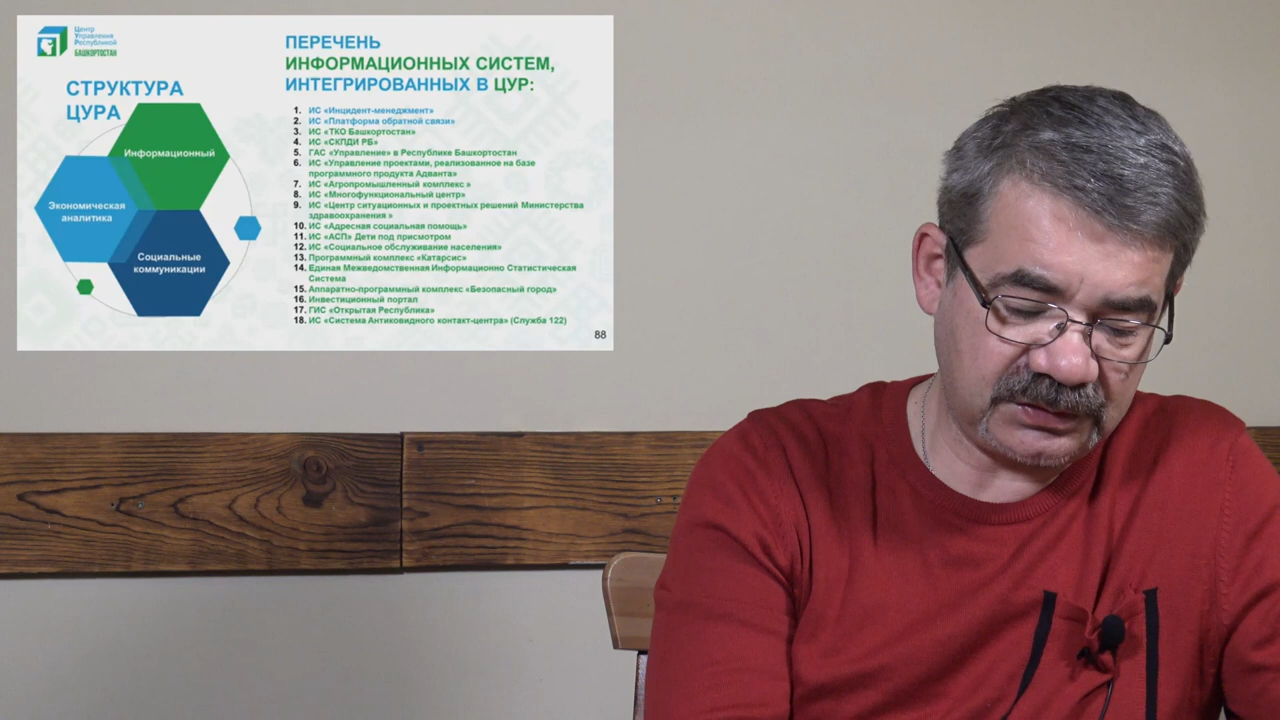 Центр
Управления
Республикой
БАШКОРТОСТАН
СТРУКТУРА
ЦУРА
Информационный
Экономическая
аналитика
Социальные
коммуникации
ПЕРЕЧЕНЬ
ИНФОРМАЦИОННЫХ СИСТЕМ,
ИНТЕГРИРОВАННЫХ В ЦУР:
1. ИС «Инцидент-менеджмент»
2. ИС «Платформа обратной связи»
3. ИС «ТКО Башкортостан»
4. ИС «СКПДИ РБ»
5. ГАС «Управление» в Республике Башкортостан
6. ИС «Управление проектами, реализованное на базе
программного продукта Адванта»
7. ИС «Агропромышленный комплекс »
8. ИС «Многофункциональный центр»
9. ИС «Центр ситуационных и проектных решений Министерства
здравоохранения »
10. ИС «Адресная социальная помощь»
11. ИС «АСП» Дети под присмотром
12. ИС «Социальное обслуживание населения»
13. Программный комплекс «Катарсис»
14. Единая Межведомственная Информационно Статистическая
Система
15. Аппаратно-программный комплекс «Безопасный город»
16. Инвестиционный портал
17. ГИС «Открытая Республика»
18. ИС «Система Антиковидного контакт-центра» (Служба 122)
88